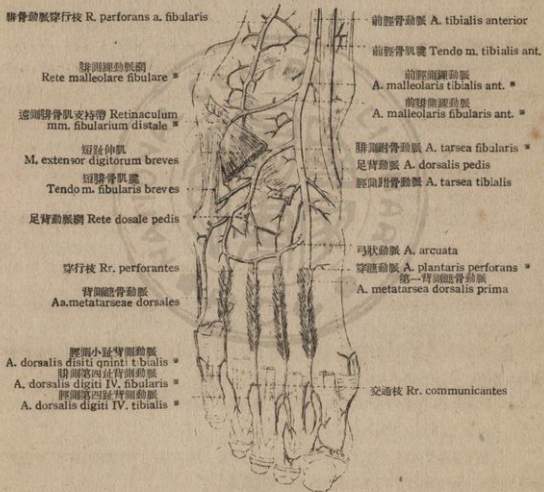 腓骨動脈穿行枝 R. perforans a. fibularis
腓側踝動脈網
Rete malleolare fibulare *
遠側腓骨肌支持帶 Retinaculum
mm. fibularium distale *
短趾伸肌
M. extensor digitorum breves
短腓骨肌腱
Tendo m. fibularis breves
足背動脈網 Rete dosale pedis
穿行枝 Rr. perforantes
背側蹠骨動脈
Aa.metatarseae dorsales
脛側小趾背側動脈
A. dorsalis disiti qninti t bialis *
腓側第四趾背側動脈
A. dorsalis digiti IV. fibularis *
脛側第四趾背側動脈
A. dorsalis digiti IV. tibialis *
前脛骨動脈 A. tibialis anterior
前脛骨肌腱 Tendo m. tibialis ant.
前脛側踝動脈
A. malleolaris tibialis ant. *
前腓側踝動脈
A. malleolaris fibularis ant. *
腓側跗骨動脈 A. tarsea fibularis *
足背動脈 A. dorsalis pedis
脛側跗骨動脈 A. tarsea tibialis
弓狀動脈 A. arcuata
穿蹠動脈 A. plantaris perforans *
第一背側蹠骨動脈
A. metatarsea dorsalis prima
交通枝 Rr. communicantes